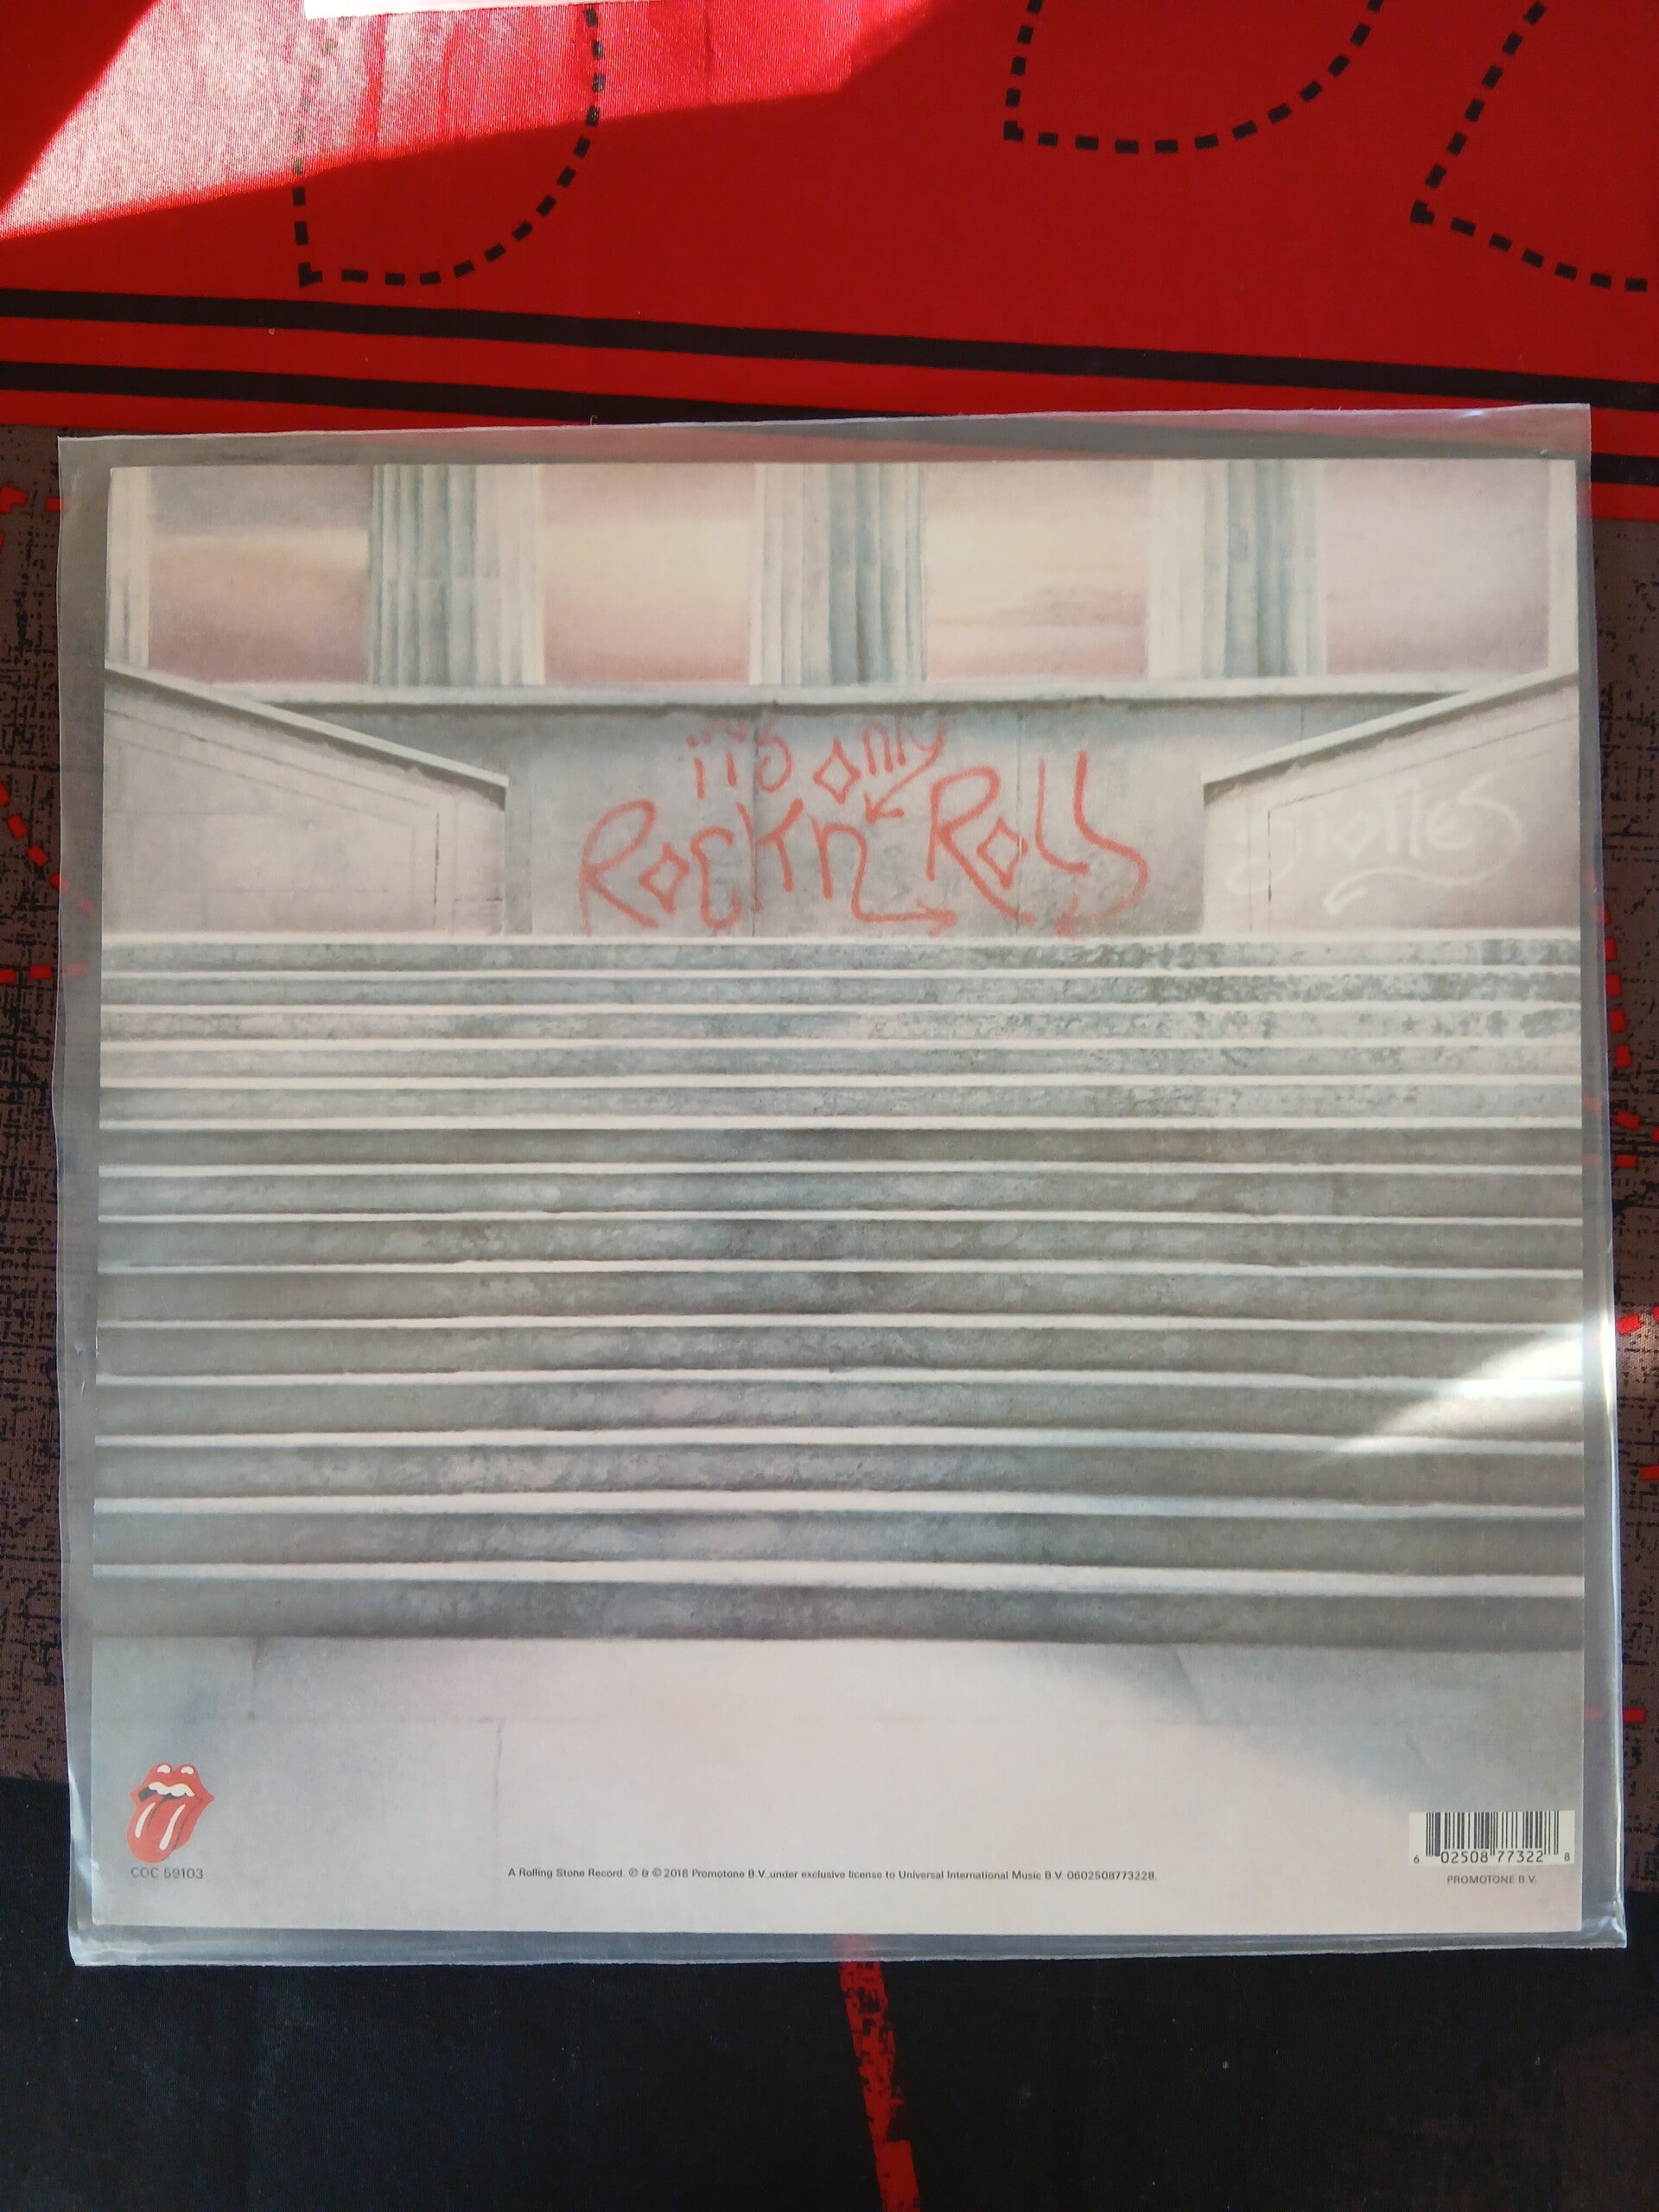 it's only
Rock n' Roll
Stones
COC 59103
A Rolling Stone Record. ℗ & © 2018 Promotone B.V.,under exclusive license to Universal International Music B.V. 0602508773228.
6 02508 77322 8
PROMOTONE B.V.